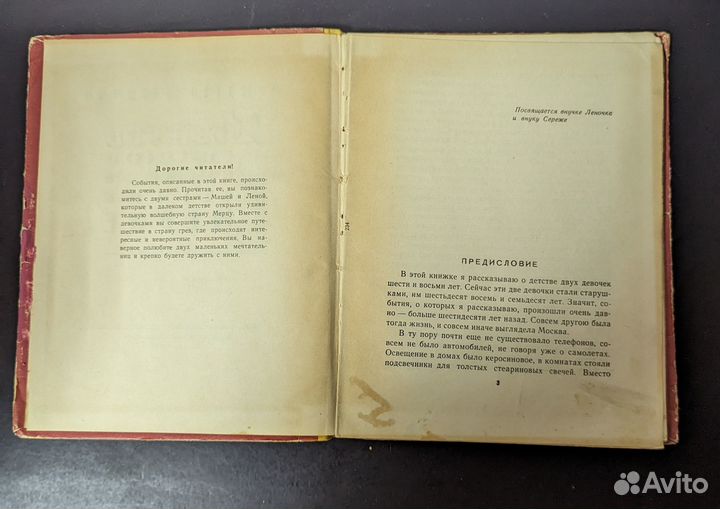 Дорогие читатели!
События, описанные в этой книге, происхо-
дили очень давно. Прочитав ее, вы познако-
митесь с двумя сестрами — Машей и Леной,
которые в далеком детстве открыли удиви-
тельную волшебную страну Мерцу. Вместе с
девочками вы совершите увлекательное путе-
шествие в страну грез, где происходят инте-
ресные и невероятные приключения. Вы на-
верное полюбите двух маленьких мечтатель-
ниц и крепко будете дружить с ними.
234
Посвящается внучке Леночке
и внуку Сереже
ПРЕДИСЛОВИЕ
В этой книжке я рассказываю о детстве двух девочек
шести и восьми лет. Сейчас эти две девочки стали старуш-
ками, им шестьдесят восемь и семьдесят лет. Значит, со-
бытия, о которых я рассказываю, произошли очень дав-
но — больше шестидесяти лет назад. Совсем другою была
тогда жизнь, и совсем иначе выглядела Москва.
В ту пору почти еще не существовало телефонов, со-
всем не было автомобилей, не говоря уже о самолетах.
Освещение в домах было керосиновое, в комнатах стояли
подсвечники для толстых стеариновых свечей. Вместо
3
Avito